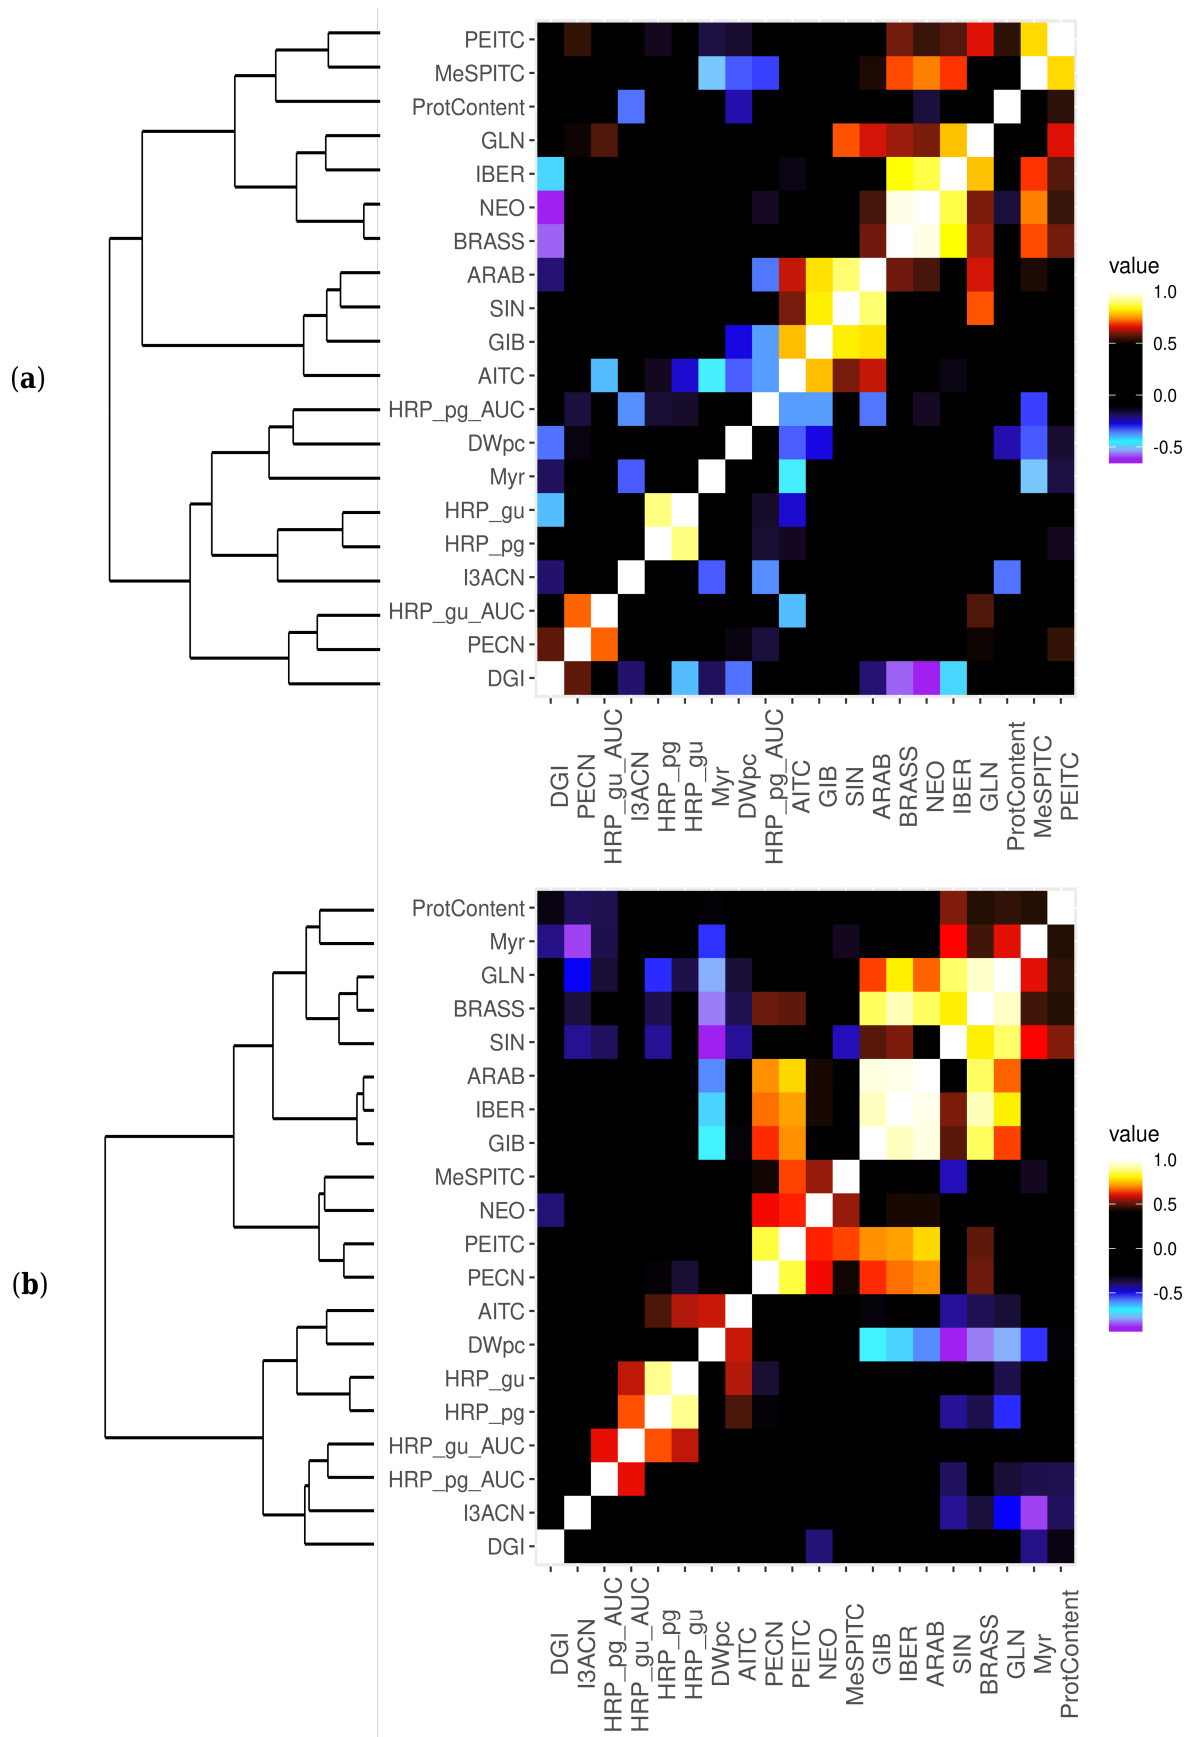 (a)
PEITC
MeSPITC
ProtContent
GLN
IBER
NEO
BRASS
ARAB
SIN
GIB
AITC
HRP_pg_AUC
DWpc
Myr
HRP_gu
HRP_pg
I3ACN
HRP_gu_AUC
PECN
DGI
value
1.0
0.5
0.0
-0.5
DGI
PECN
HRP_gu_AUC
I3ACN
HRP_pg
HRP_gu
Myr
DWpc
HRP_pg_AUC
AITC
GIB
SIN
ARAB
BRASS
NEO
IBER
GLN
ProtContent
MeSPITC
PEITC
(b)
ProtContent
Myr
GLN
BRASS
SIN
ARAB
IBER
GIB
MeSPITC
NEO
PEITC
PECN
AITC
DWpc
HRP_gu
HRP_pg
HRP_gu_AUC
HRP_pg_AUC
I3ACN
DGI
value
1.0
0.5
0.0
-0.5
DGI
I3ACN
HRP_pg_AUC
HRP_gu_AUC
HRP_pg
HRP_gu
DWpc
AITC
PECN
PEITC
NEO
MeSPITC
GIB
IBER
ARAB
SIN
BRASS
GLN
Myr
ProtContent